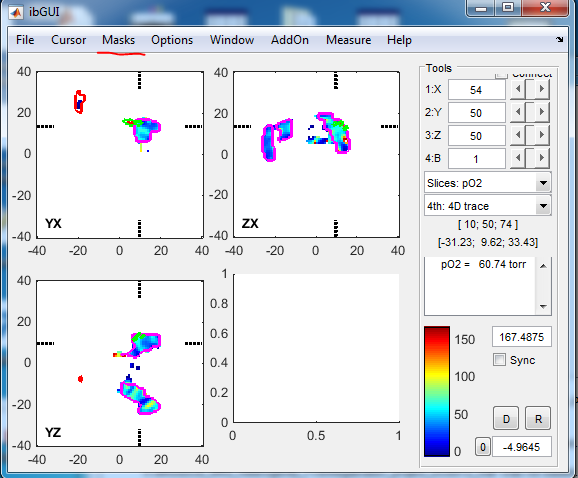 ibGUI
File Cursor Masks Options Window AddOn Measure Help
Tools
Connect
1:X 54
2:Y 50
3:Z 50
4:B 1
Slices: pO2
4th: 4D trace
[ 10; 50; 74 ]
[-31.23; 9.62; 33.43]
pO2 = 60.74 torr
167.4875
Sync
D R
0 -4.9645
150
100
50
0
40
20
0
-20
-40
YX
-40 -20 0 20 40
40
20
0
-20
-40
ZX
-40 -20 0 20 40
40
20
0
-20
-40
YZ
-40 -20 0 20 40
1
0.8
0.6
0.4
0.2
0
0 0.5 1